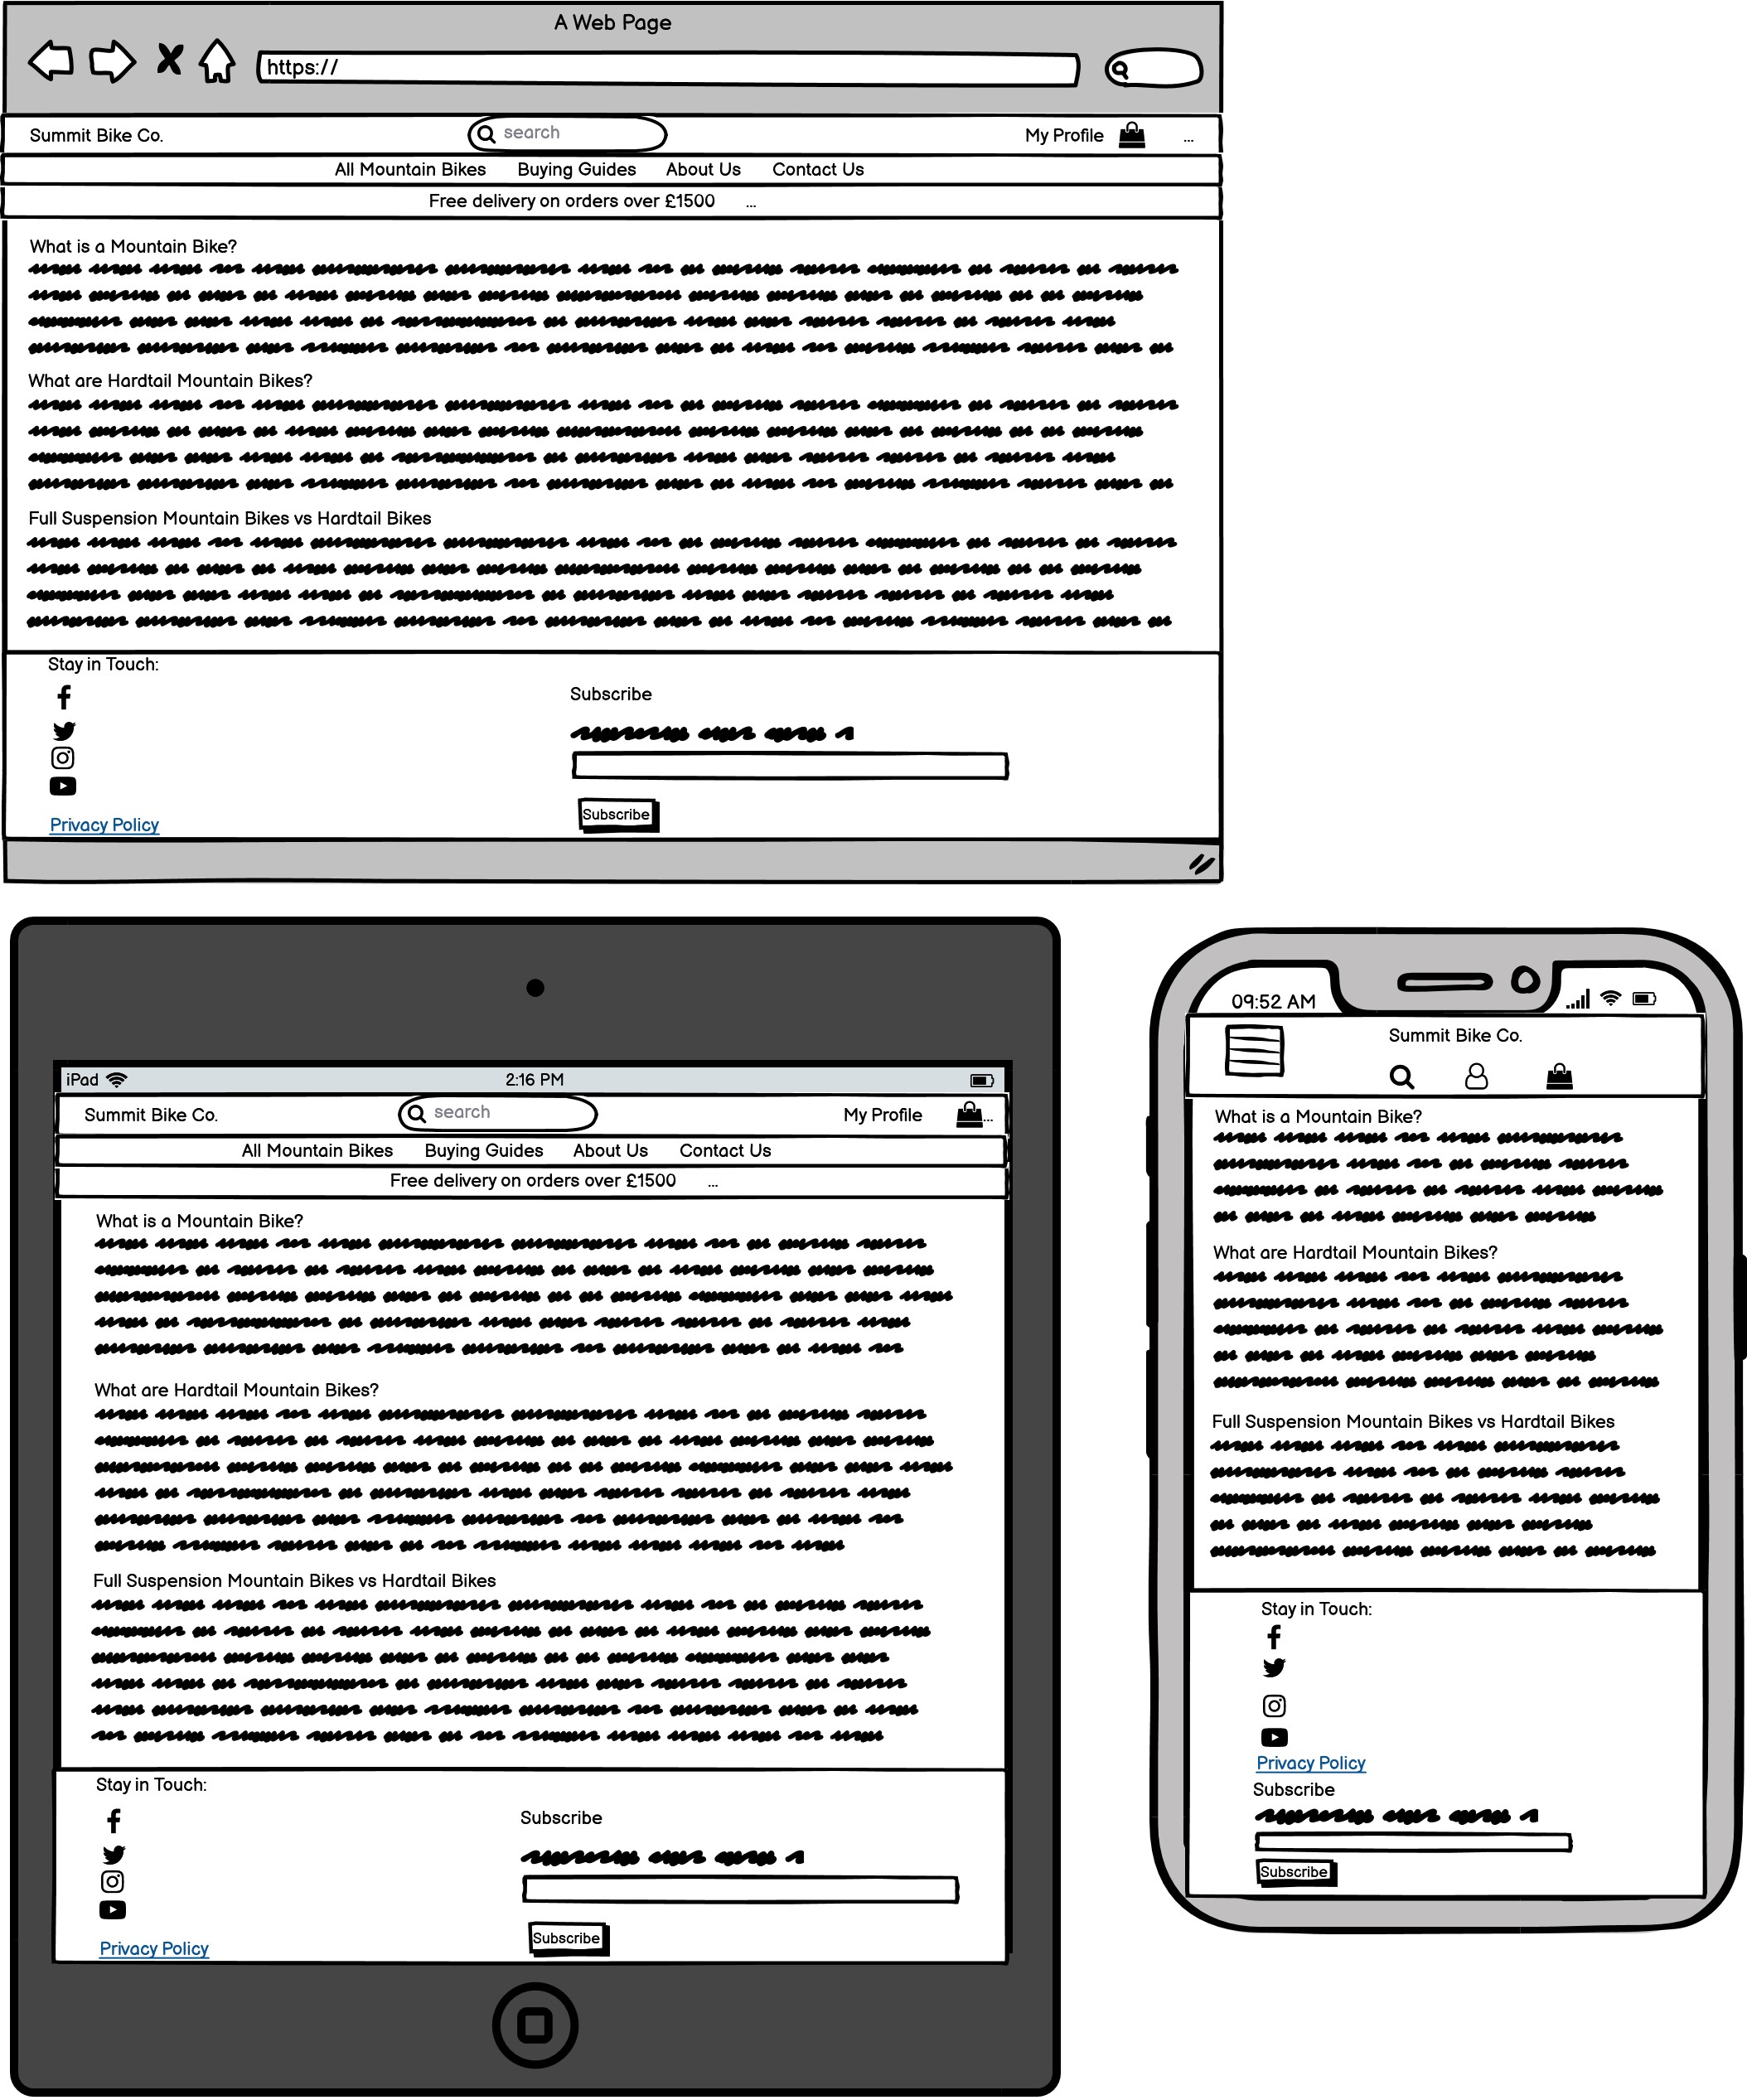 A Web Page
https://
Summit Bike Co. search My Profile ...
All Mountain Bikes Buying Guides About Us Contact Us
Free delivery on orders over £1500 ...
What is a Mountain Bike?
What are Hardtail Mountain Bikes?
Full Suspension Mountain Bikes vs Hardtail Bikes
Stay in Touch:
Subscribe
Subscribe
Privacy Policy
iPad 2:16 PM
Summit Bike Co. search My Profile ...
All Mountain Bikes Buying Guides About Us Contact Us
Free delivery on orders over £1500 ...
What is a Mountain Bike?
What are Hardtail Mountain Bikes?
Full Suspension Mountain Bikes vs Hardtail Bikes
Stay in Touch:
Subscribe
Subscribe
Privacy Policy
09:52 AM
Summit Bike Co.
What is a Mountain Bike?
What are Hardtail Mountain Bikes?
Full Suspension Mountain Bikes vs Hardtail Bikes
Stay in Touch:
Privacy Policy
Subscribe
Subscribe